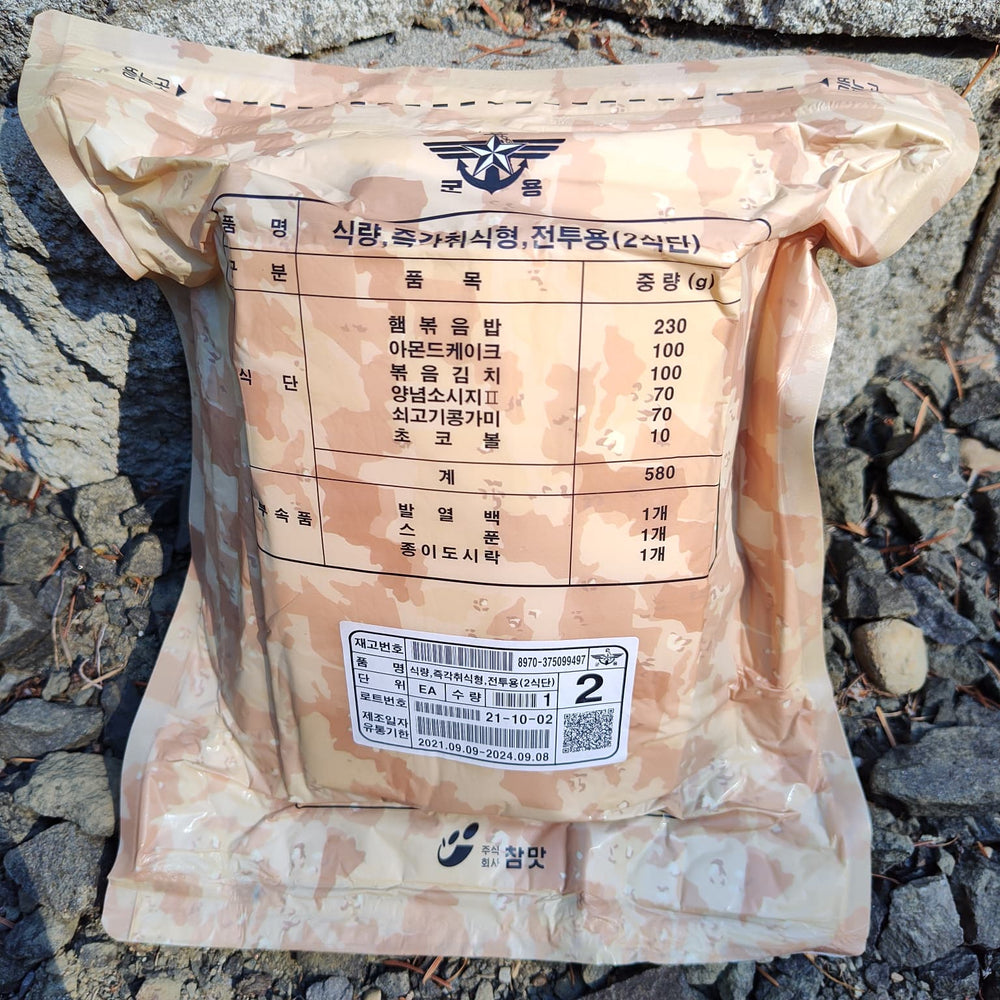 뜯는곳 뜯는곳
군 용
품 명 식량,즉각취식형,전투용(2식단)
구 분 품 목 중량(g)
식 단
햄볶음밥 230
아몬드케이크 100
볶음김치 100
양념소시지Ⅱ 70
쇠고기콩가미 70
초코볼 10
계 580
부속품
발열백 1개
스푼 1개
종이도시락 1개
재고번호 8970-375099497
품 명 식량,즉각취식형,전투용(2식단)
단 위 EA 수량 1 2
로트번호 21-10-02
제조일자
유통기한 2021.09.09-2024.09.08
주식
회사 참맛